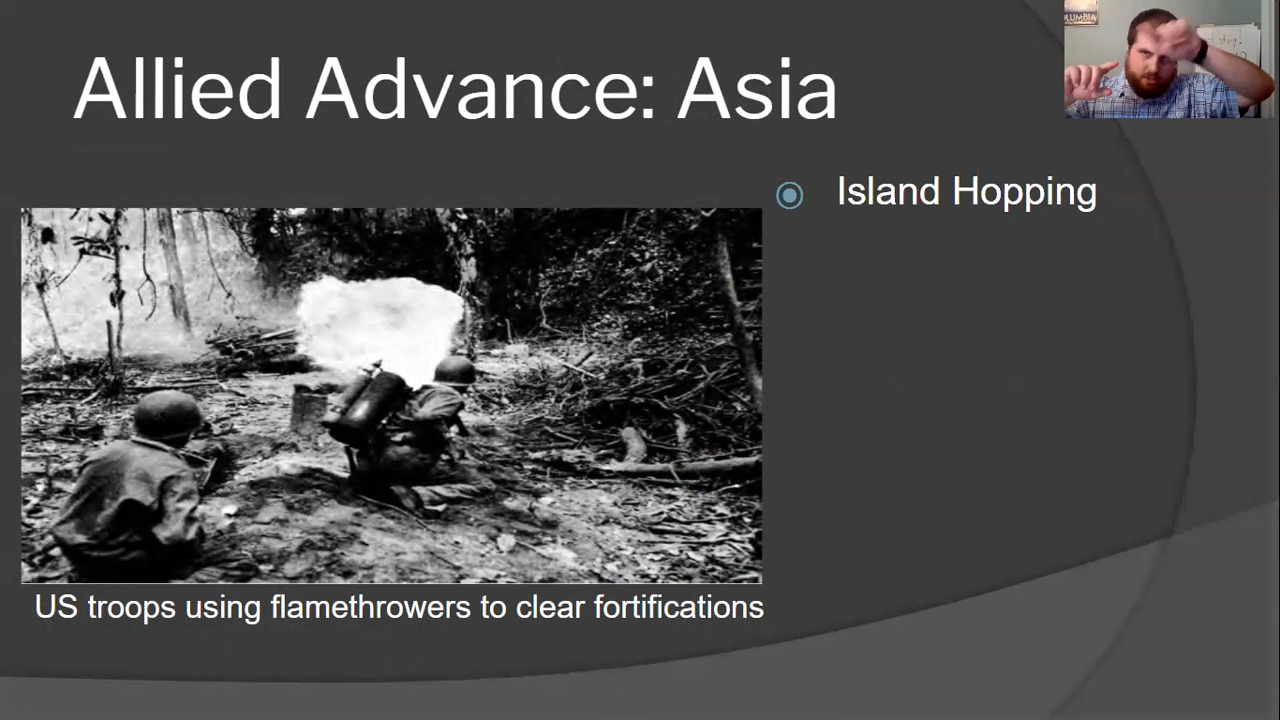 Allied Advance: Asia
Island Hopping
US troops using flamethrowers to clear fortifications